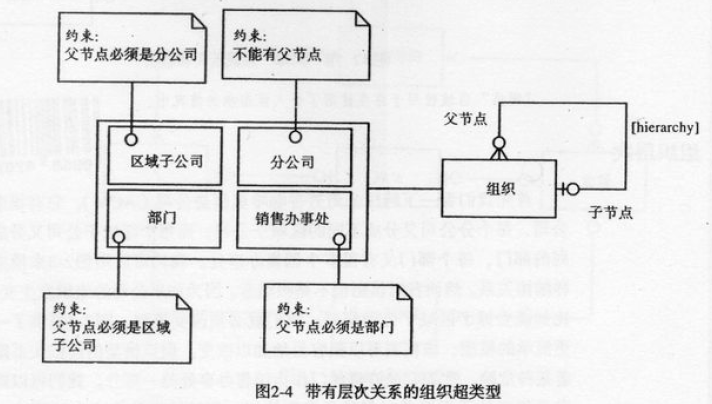 约束:
父节点必须是分公司
约束:
不能有父节点
父节点
[hierarchy]
区域子公司
分公司
组织
部门
销售办事处
子节点
约束:
父节点必须是区域
子公司
约束:
父节点必须是部门
图2-4 带有层次关系的组织超类型